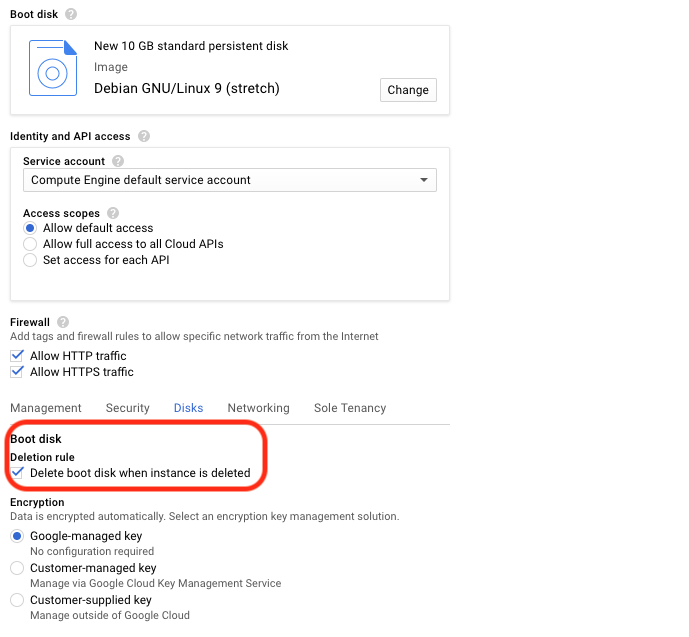 Boot disk ?
New 10 GB standard persistent disk
Image
Debian GNU/Linux 9 (stretch)
Change
Identity and API access ?
Service account ?
Compute Engine default service account
Access scopes ?
Allow default access
Allow full access to all Cloud APIs
Set access for each API
Firewall ?
Add tags and firewall rules to allow specific network traffic from the Internet
Allow HTTP traffic
Allow HTTPS traffic
Management Security Disks Networking Sole Tenancy
Boot disk
Deletion rule
Delete boot disk when instance is deleted
Encryption
Data is encrypted automatically. Select an encryption key management solution.
Google-managed key
No configuration required
Customer-managed key
Manage via Google Cloud Key Management Service
Customer-supplied key
Manage outside of Google Cloud